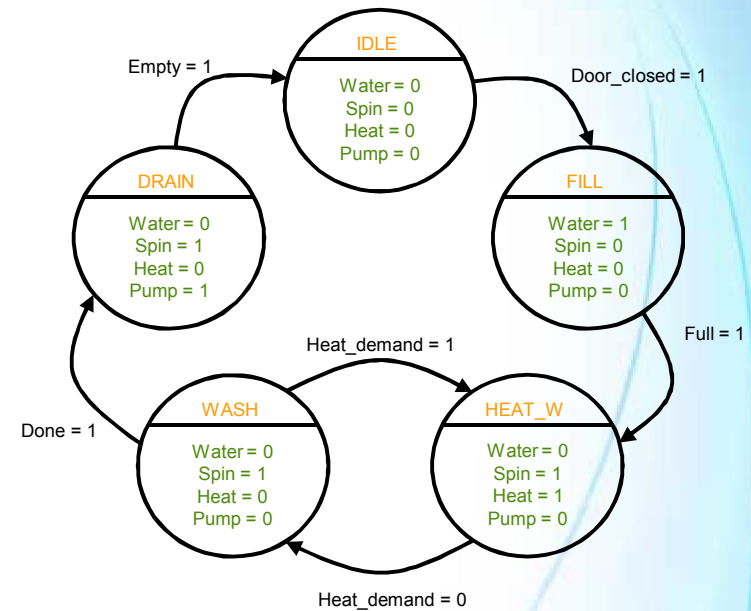 IDLE
Water = 0
Spin = 0
Heat = 0
Pump = 0
Door_closed = 1
FILL
Water = 1
Spin = 0
Heat = 0
Pump = 0
Full = 1
HEAT_W
Water = 0
Spin = 1
Heat = 1
Pump = 0
Heat_demand = 0
Heat_demand = 1
WASH
Water = 0
Spin = 1
Heat = 0
Pump = 0
Done = 1
DRAIN
Water = 0
Spin = 1
Heat = 0
Pump = 1
Empty = 1